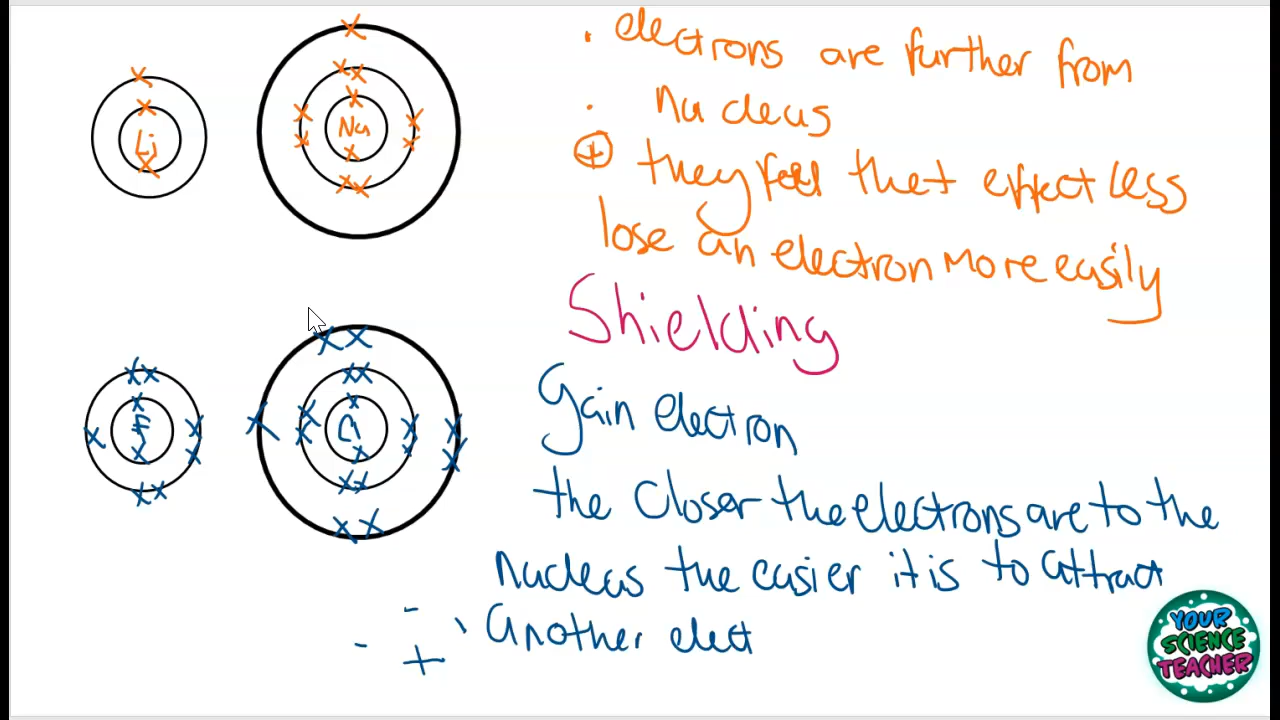 Li
Na
. electrons are further from
. nucleus
+ they feel that effect less
lose an electron more easily
Shielding
F
Cl
Gain electron
the closer the electrons are to the
nucleus the easier it is to attract
another elect
- - +
YOUR
SCIENCE
TEACHER